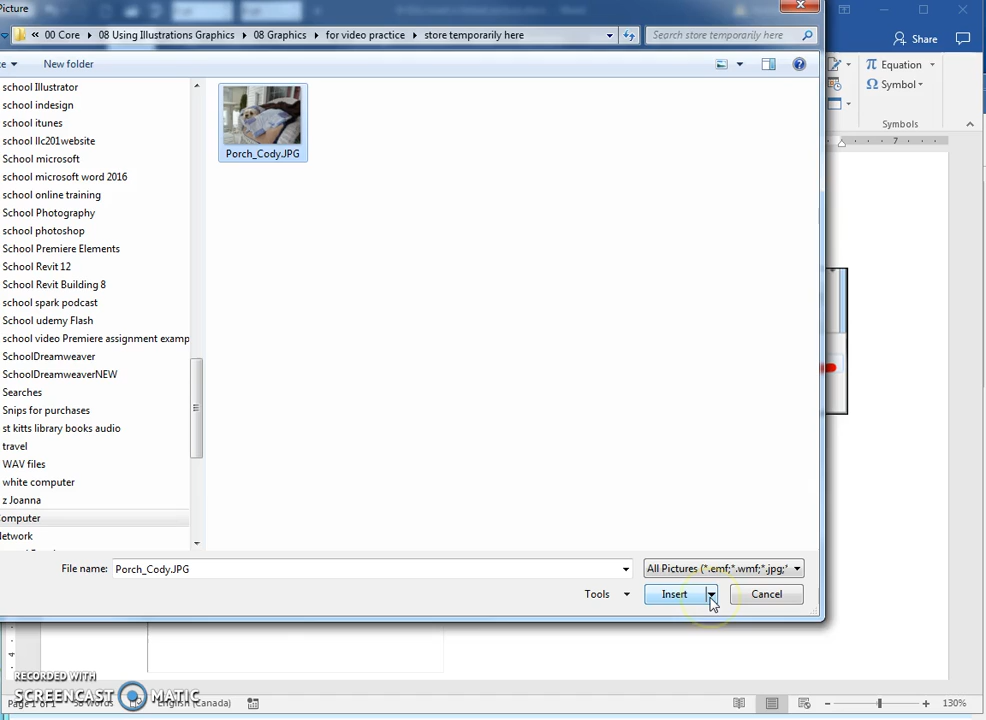 Picture
« 00 Core 08 Using Illustrations Graphics 08 Graphics for video practice store temporarily here Search store temporarily here
Share
New folder
π Equation
Ω Symbol
Symbols
7
school Illustrator
school indesign
school itunes
school llc201website
School microsoft
school microsoft word 2016
school online training
School Photography
school photoshop
School Premiere Elements
School Revit 12
School Revit Building 8
school spark podcast
School udemy Flash
school video Premiere assignment examp
SchoolDreamweaver
SchoolDreamweaverNEW
Searches
Snips for purchases
st kitts library books audio
travel
WAV files
white computer
z Joanna
omputer
etwork
Porch_Cody.JPG
File name: Porch_Cody.JPG All Pictures (*.emf;*.wmf;*.jpg;*
Tools Insert Cancel
4
RECORDED WITH
SCREENCAST MATIC
Page 1 of 1 58 Words English (Canada) 130%